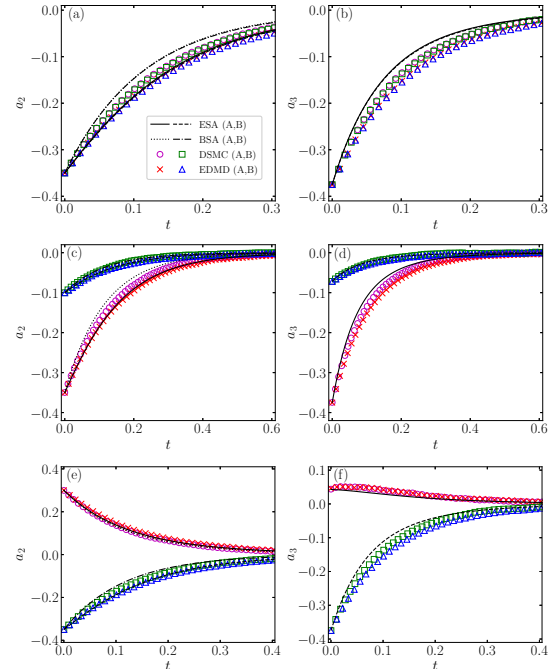 (a)
0.0
−0.1
−0.2
−0.3
−0.4
a2
ESA (A,B)
BSA (A,B)
DSMC (A,B)
EDMD (A,B)
0.0 0.1 0.2 0.3
t
(b)
0.0
−0.1
−0.2
−0.3
−0.4
a3
0.0 0.1 0.2 0.3
t
(c)
0.0
−0.1
−0.2
−0.3
−0.4
a2
0.0 0.2 0.4 0.6
t
(d)
0.0
−0.1
−0.2
−0.3
−0.4
a3
0.0 0.2 0.4 0.6
t
(e)
0.4
0.2
0.0
−0.2
−0.4
a2
0.0 0.1 0.2 0.3 0.4
t
(f)
0.1
0.0
−0.1
−0.2
−0.3
−0.4
a3
0.0 0.1 0.2 0.3 0.4
t